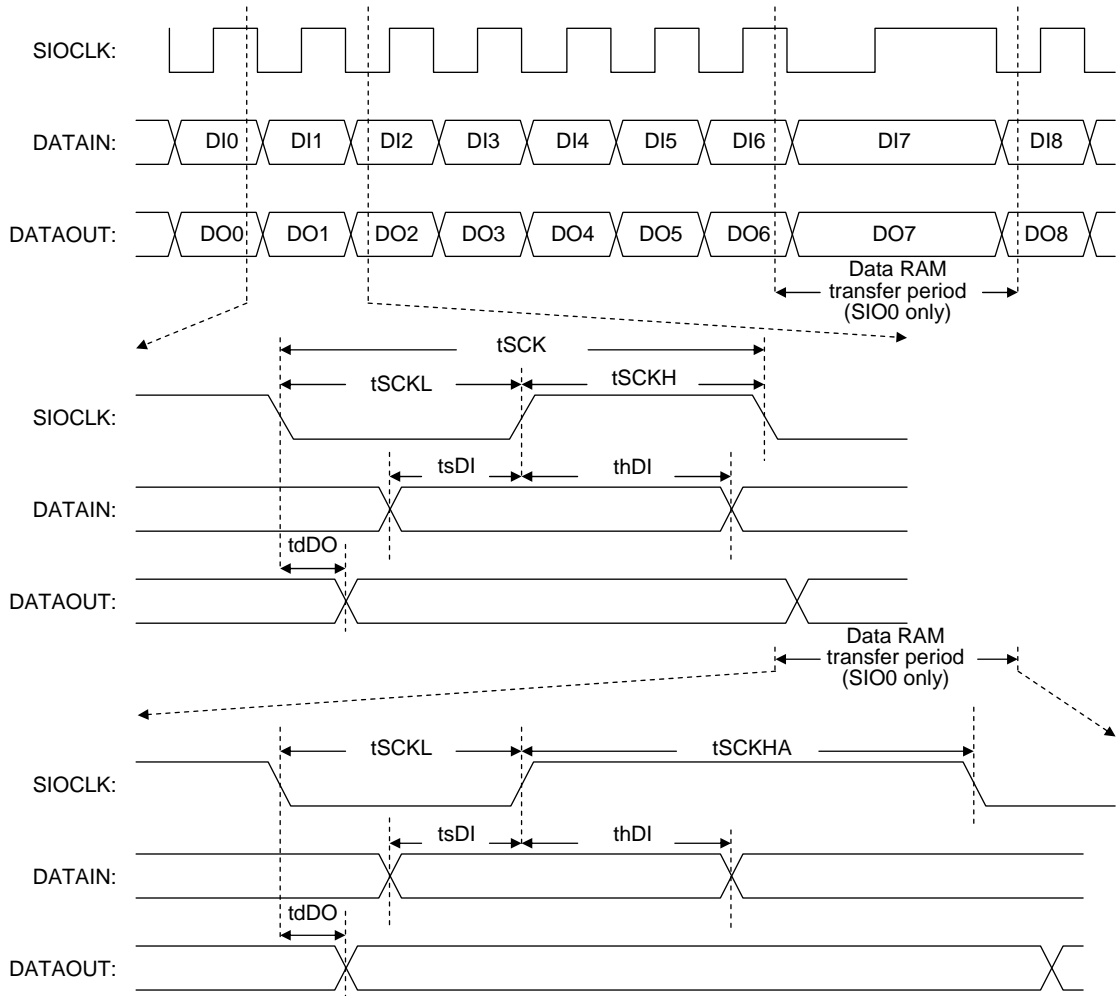 SIOCLK:
DATAIN:
DI0 DI1 DI2 DI3 DI4 DI5 DI6 DI7 DI8
DATAOUT:
DO0 DO1 DO2 DO3 DO4 DO5 DO6 DO7 DO8
Data RAM
transfer period
(SIO0 only)
tSCK
tSCKL tSCKH
SIOCLK:
tsDI thDI
DATAIN:
tdDO
DATAOUT:
Data RAM
transfer period
(SIO0 only)
tSCKL tSCKHA
SIOCLK:
tsDI thDI
DATAIN:
tdDO
DATAOUT: